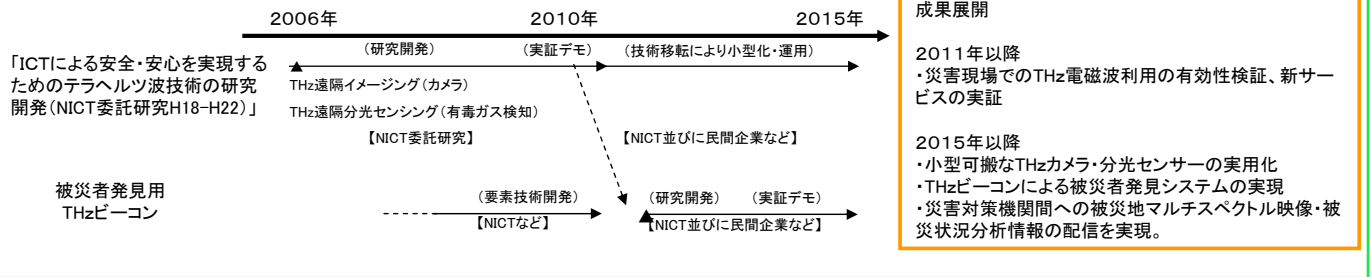 2006年
2010年
2015年
(研究開発)
(実証デモ)
(技術移転により小型化・運用)
「ICTによる安全・安心を実現する
ためのテラヘルツ波技術の研究
開発(NICT委託研究H18-H22)」
THz遠隔イメージング(カメラ)
THz遠隔分光センシング(有毒ガス検知)
【NICT委託研究】
【NICT並びに民間企業など】
被災者発見用
THzビーコン
(要素技術開発)
(研究開発)
(実証デモ)
【NICTなど】
【NICT並びに民間企業など】
成果展開
2011年以降
・災害現場でのTHz電磁波利用の有効性検証、新サー
ビスの実証
2015年以降
・小型可搬なTHzカメラ・分光センサーの実用化
・THzビーコンによる被災者発見システムの実現
・災害対策機関間への被災地マルチスペクトル映像・被
災状況分析情報の配信を実現。